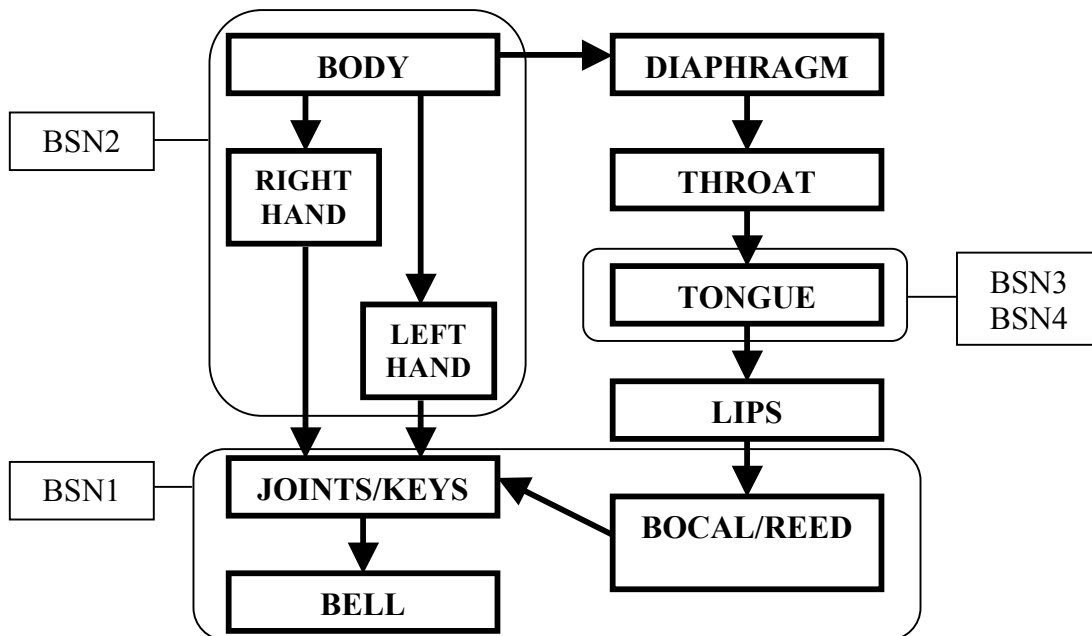 BODY
DIAPHRAGM
BSN2
RIGHT
HAND
THROAT
TONGUE
BSN3
BSN4
LEFT
HAND
LIPS
BSN1
JOINTS/KEYS
BOCAL/REED
BELL